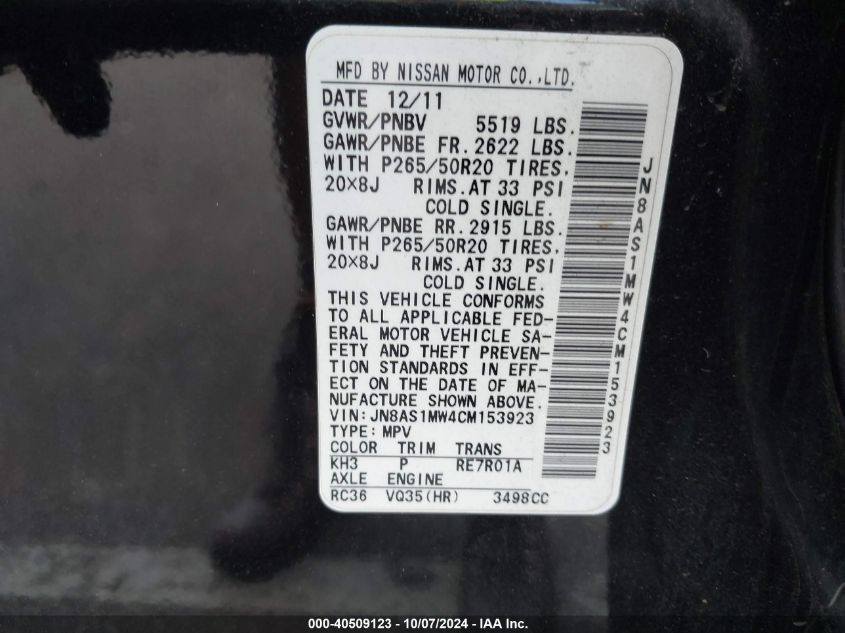 MFD BY NISSAN MOTOR CO.,LTD.
DATE 12/11
GVWR/PNBV 5519 LBS.
GAWR/PNBE FR. 2622 LBS.
WITH P265/50R20 TIRES.
20×8J RIMS. AT 33 PSI
COLD SINGLE.
GAWR/PNBE RR. 2915 LBS.
WITH P265/50R20 TIRES.
20×8J RIMS. AT 33 PSI
COLD SINGLE.
THIS VEHICLE CONFORMS
TO ALL APPLICABLE FED-
ERAL MOTOR VEHICLE SA-
FETY AND THEFT PREVEN-
TION STANDARDS IN EFF-
ECT ON THE DATE OF MA-
NUFACTURE SHOWN ABOVE.
VIN:JN8AS1MW4CM153923
TYPE:MPV
COLOR TRIM TRANS
KH3 P RE7R01A
AXLE ENGINE
RC36 VQ35(HR) 3498CC
JN8AS1MW4CM153923
000-40509123 - 10/07/2024 - IAA Inc.